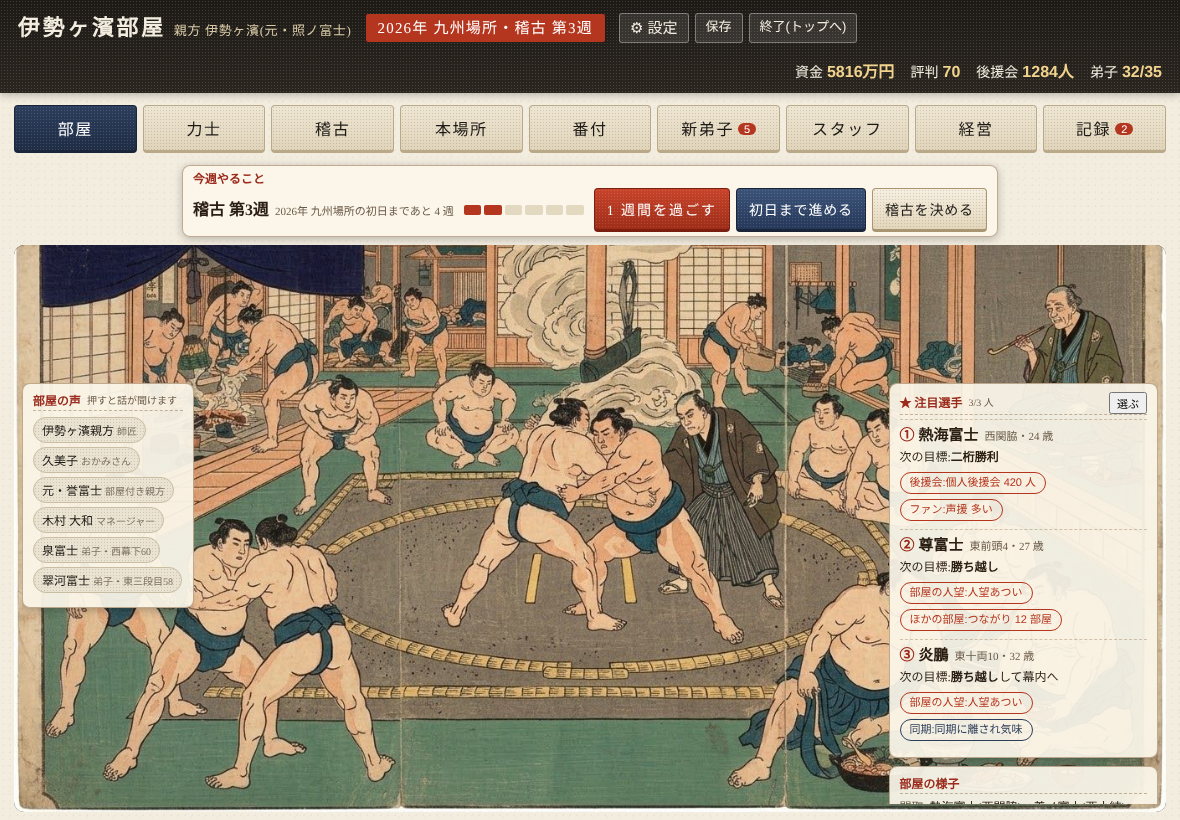 伊勢ヶ濱部屋 親方 伊勢ヶ濱(元・照ノ富士) 2026年 九州場所・稽古 第3週 ⚙ 設定 保存 終了(トップへ)
資金 5816万円 評判 70 後援会 1284人 弟子 32/35
部屋 力士 稽古 本場所 番付 新弟子 5 スタッフ 経営 記録 2
今週やること
稽古 第3週 2026年 九州場所の初日まであと 4 週 1 週間を過ごす 初日まで進める 稽古を決める
部屋の声 押すと話が聞けます
伊勢ヶ濱親方 師匠
久美子 おかみさん
元・誉富士 部屋付き親方
木村 大和 マネージャー
泉富士 弟子・西幕下60
翠河富士 弟子・東三段目58
★ 注目選手 3/3 人 選ぶ
① 熱海富士 西関脇・24 歳
次の目標:二桁勝利
後援会:個人後援会 420 人
ファン:声援 多い
② 尊富士 東前頭4・27 歳
次の目標:勝ち越し
部屋の人望:人望あつい
ほかの部屋:つながり 12 部屋
③ 炎鵬 東十両10・32 歳
次の目標:勝ち越しして幕内へ
部屋の人望:人望あつい
同期:同期に離され気味
部屋の様子